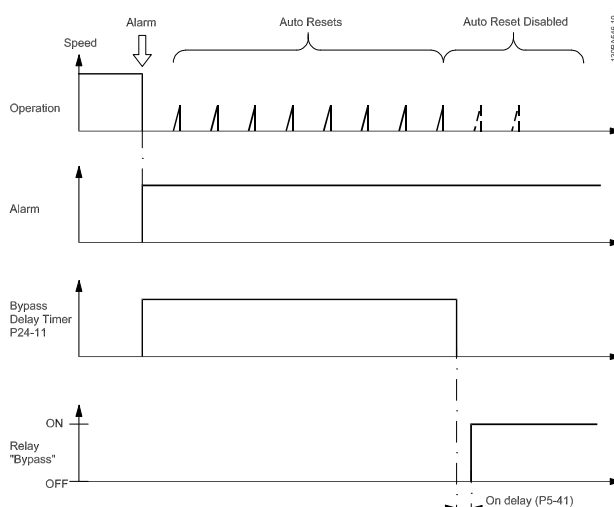 Alarm
Auto Resets
Auto Reset Disabled
Speed
Operation
Alarm
Bypass
Delay Timer
P24-11
ON
Relay
"Bypass"
OFF
On delay (P5-41)